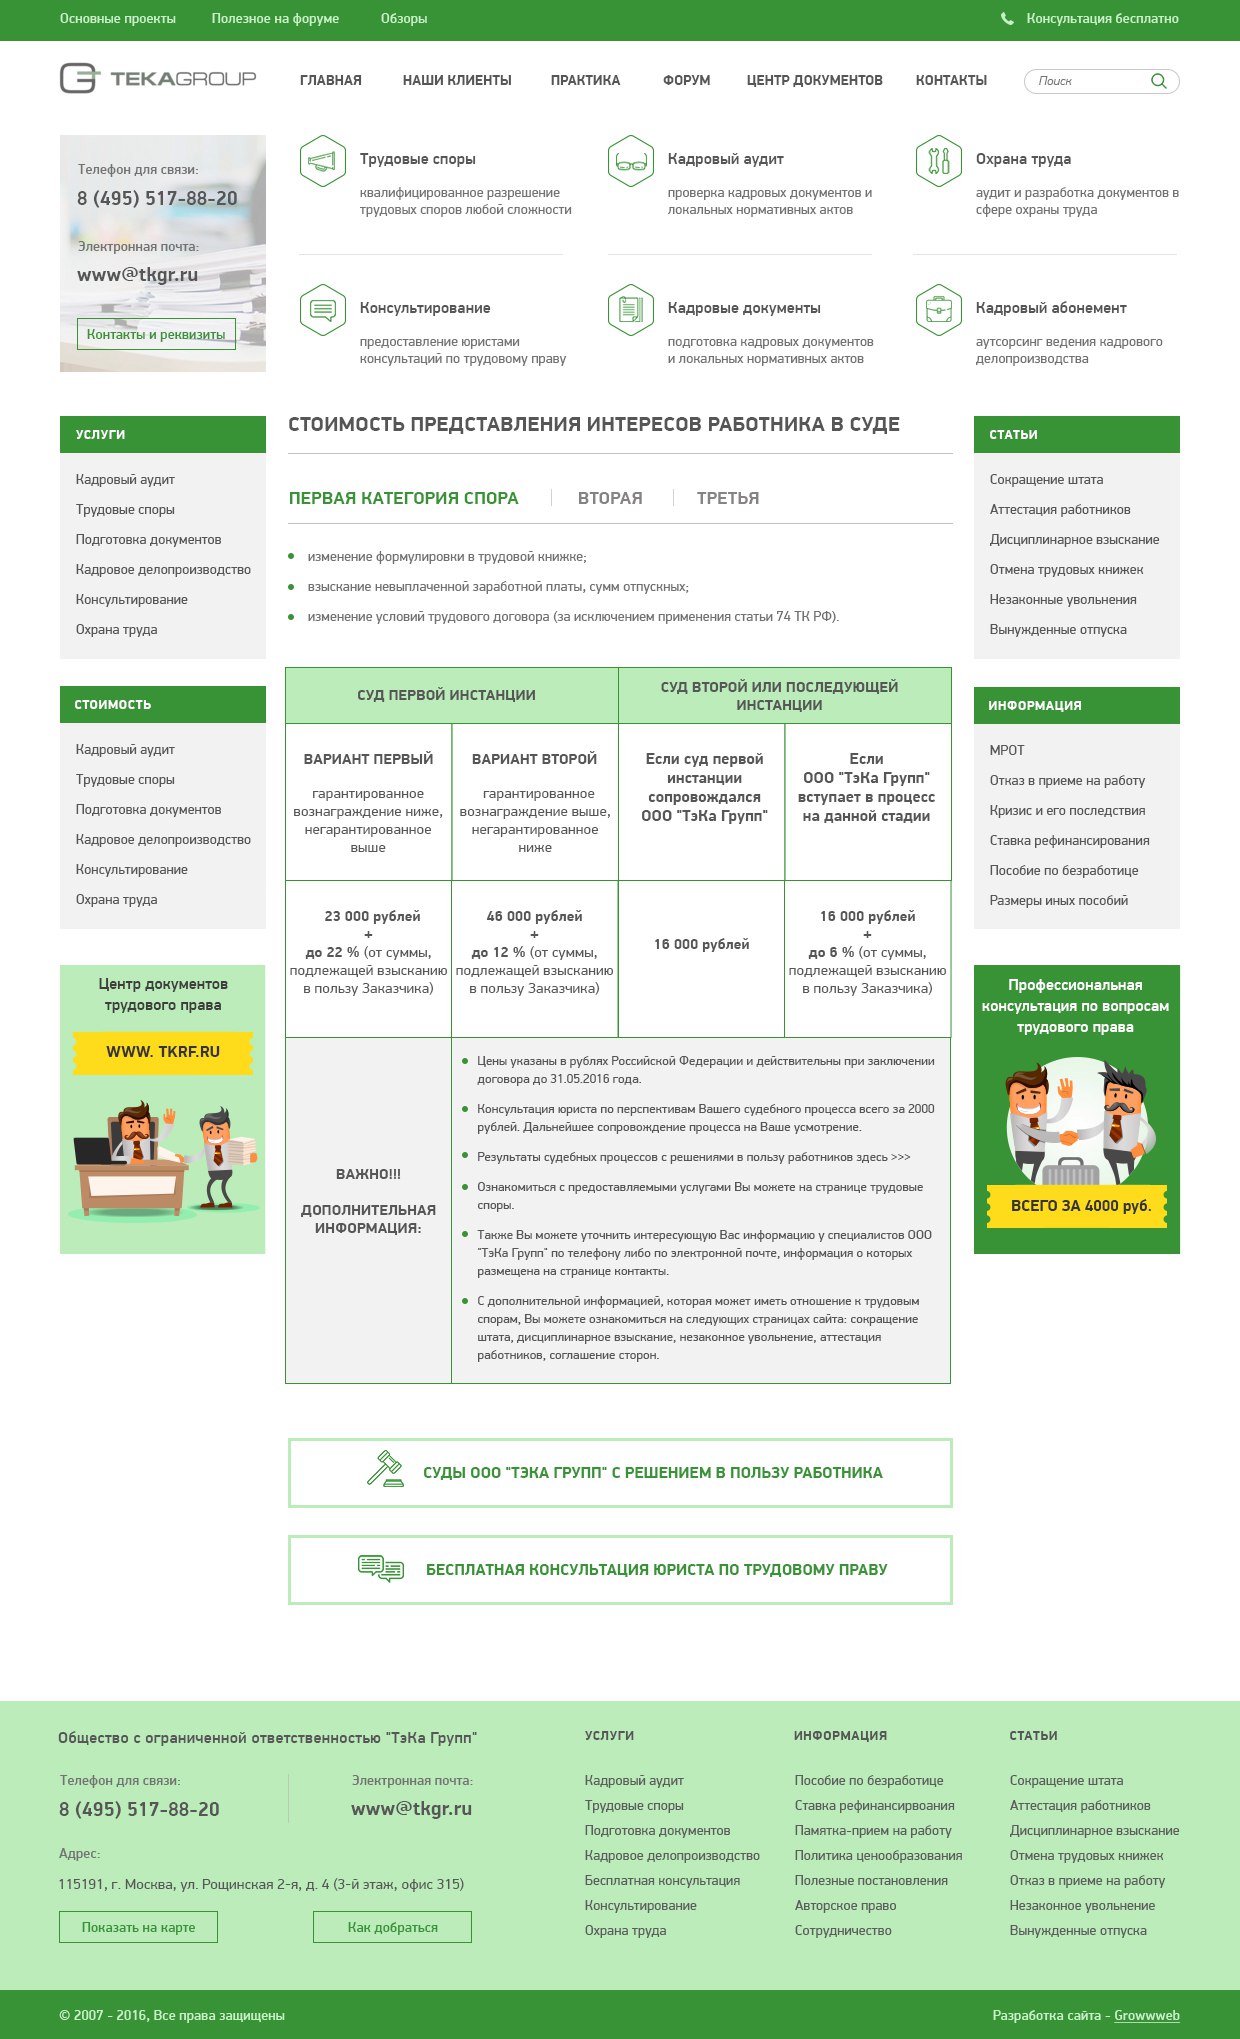 Основные проекты
Полезное на форуме
Обзоры
Консультация бесплатно
TEKAGROUP
ГЛАВНАЯ
НАШИ КЛИЕНТЫ
ПРАКТИКА
ФОРУМ
ЦЕНТР ДОКУМЕНТОВ
КОНТАКТЫ
Поиск
Телефон для связи:
8 (495) 517-88-20
Электронная почта:
www@tkgr.ru
Контакты и реквизиты
Трудовые споры
квалифицированное разрешение
трудовых споров любой сложности
Кадровый аудит
проверка кадровых документов и
локальных нормативных актов
Охрана труда
аудит и разработка документов в
сфере охраны труда
Консультирование
предоставление юристами
консультаций по трудовому праву
Кадровые документы
подготовка кадровых документов
и локальных нормативных актов
Кадровый абонемент
аутсорсинг ведения кадрового
делопроизводства
УСЛУГИ
Кадровый аудит
Трудовые споры
Подготовка документов
Кадровое делопроизводство
Консультирование
Охрана труда
СТОИМОСТЬ
Кадровый аудит
Трудовые споры
Подготовка документов
Кадровое делопроизводство
Консультирование
Охрана труда
Центр документов
трудового права
WWW. TKRF.RU
СТОИМОСТЬ ПРЕДСТАВЛЕНИЯ ИНТЕРЕСОВ РАБОТНИКА В СУДЕ
ПЕРВАЯ КАТЕГОРИЯ СПОРА
ВТОРАЯ
ТРЕТЬЯ
изменение формулировки в трудовой книжке;
взыскание невыплаченной заработной платы, сумм отпускных;
изменение условий трудового договора (за исключением применения статьи 74 ТК РФ).
СУД ПЕРВОЙ ИНСТАНЦИИ
СУД ВТОРОЙ ИЛИ ПОСЛЕДУЮЩЕЙ
ИНСТАНЦИИ
ВАРИАНТ ПЕРВЫЙ
гарантированное
вознаграждение ниже,
негарантированное
выше
ВАРИАНТ ВТОРОЙ
гарантированное
вознаграждение выше,
негарантированное
ниже
Если суд первой
инстанции
сопровождался
ООО "ТэКа Групп"
Если
ООО "ТэКа Групп"
вступает в процесс
на данной стадии
23 000 рублей
+
до 22 % (от суммы,
подлежащей взысканию
в пользу Заказчика)
46 000 рублей
+
до 12 % (от суммы,
подлежащей взысканию
в пользу Заказчика)
16 000 рублей
16 000 рублей
+
до 6 % (от суммы,
подлежащей взысканию
в пользу Заказчика)
ВАЖНО!!!
ДОПОЛНИТЕЛЬНАЯ
ИНФОРМАЦИЯ:
Цены указаны в рублях Российской Федерации и действительны при заключении
договора до 31.05.2016 года.
Консультация юриста по перспективам Вашего судебного процесса всего за 2000
рублей. Дальнейшее сопровождение процесса на Ваше усмотрение.
Результаты судебных процессов с решениями в пользу работников здесь >>>
Ознакомиться с предоставляемыми услугами Вы можете на странице трудовые
споры.
Также Вы можете уточнить интересующую Вас информацию у специалистов ООО
"ТэКа Групп" по телефону либо по электронной почте, информация о которых
размещена на странице контакты.
С дополнительной информацией, которая может иметь отношение к трудовым
спорам, Вы можете ознакомиться на следующих страницах сайта: сокращение
штата, дисциплинарное взыскание, незаконное увольнение, аттестация
работников, соглашение сторон.
СУДЫ ООО "ТЭКА ГРУПП" С РЕШЕНИЕМ В ПОЛЬЗУ РАБОТНИКА
БЕСПЛАТНАЯ КОНСУЛЬТАЦИЯ ЮРИСТА ПО ТРУДОВОМУ ПРАВУ
СТАТЬИ
Сокращение штата
Аттестация работников
Дисциплинарное взыскание
Отмена трудовых книжек
Незаконные увольнения
Вынужденные отпуска
ИНФОРМАЦИЯ
МРОТ
Отказ в приеме на работу
Кризис и его последствия
Ставка рефинансирования
Пособие по безработице
Размеры иных пособий
Профессиональная
консультация по вопросам
трудового права
ВСЕГО ЗА 4000 руб.
Общество с ограниченной ответственностью "ТэКа Групп"
Телефон для связи:
8 (495) 517-88-20
Электронная почта:
www@tkgr.ru
Адрес:
115191, г. Москва, ул. Рощинская 2-я, д. 4 (3-й этаж, офис 315)
Показать на карте
Как добраться
УСЛУГИ
Кадровый аудит
Трудовые споры
Подготовка документов
Кадровое делопроизводство
Бесплатная консультация
Консультирование
Охрана труда
ИНФОРМАЦИЯ
Пособие по безработице
Ставка рефинансирвоания
Памятка-прием на работу
Политика ценообразования
Полезные постановления
Авторское право
Сотрудничество
СТАТЬИ
Сокращение штата
Аттестация работников
Дисциплинарное взыскание
Отмена трудовых книжек
Отказ в приеме на работу
Незаконное увольнение
Вынужденные отпуска
© 2007 - 2016, Все права защищены
Разработка сайта - Growwweb